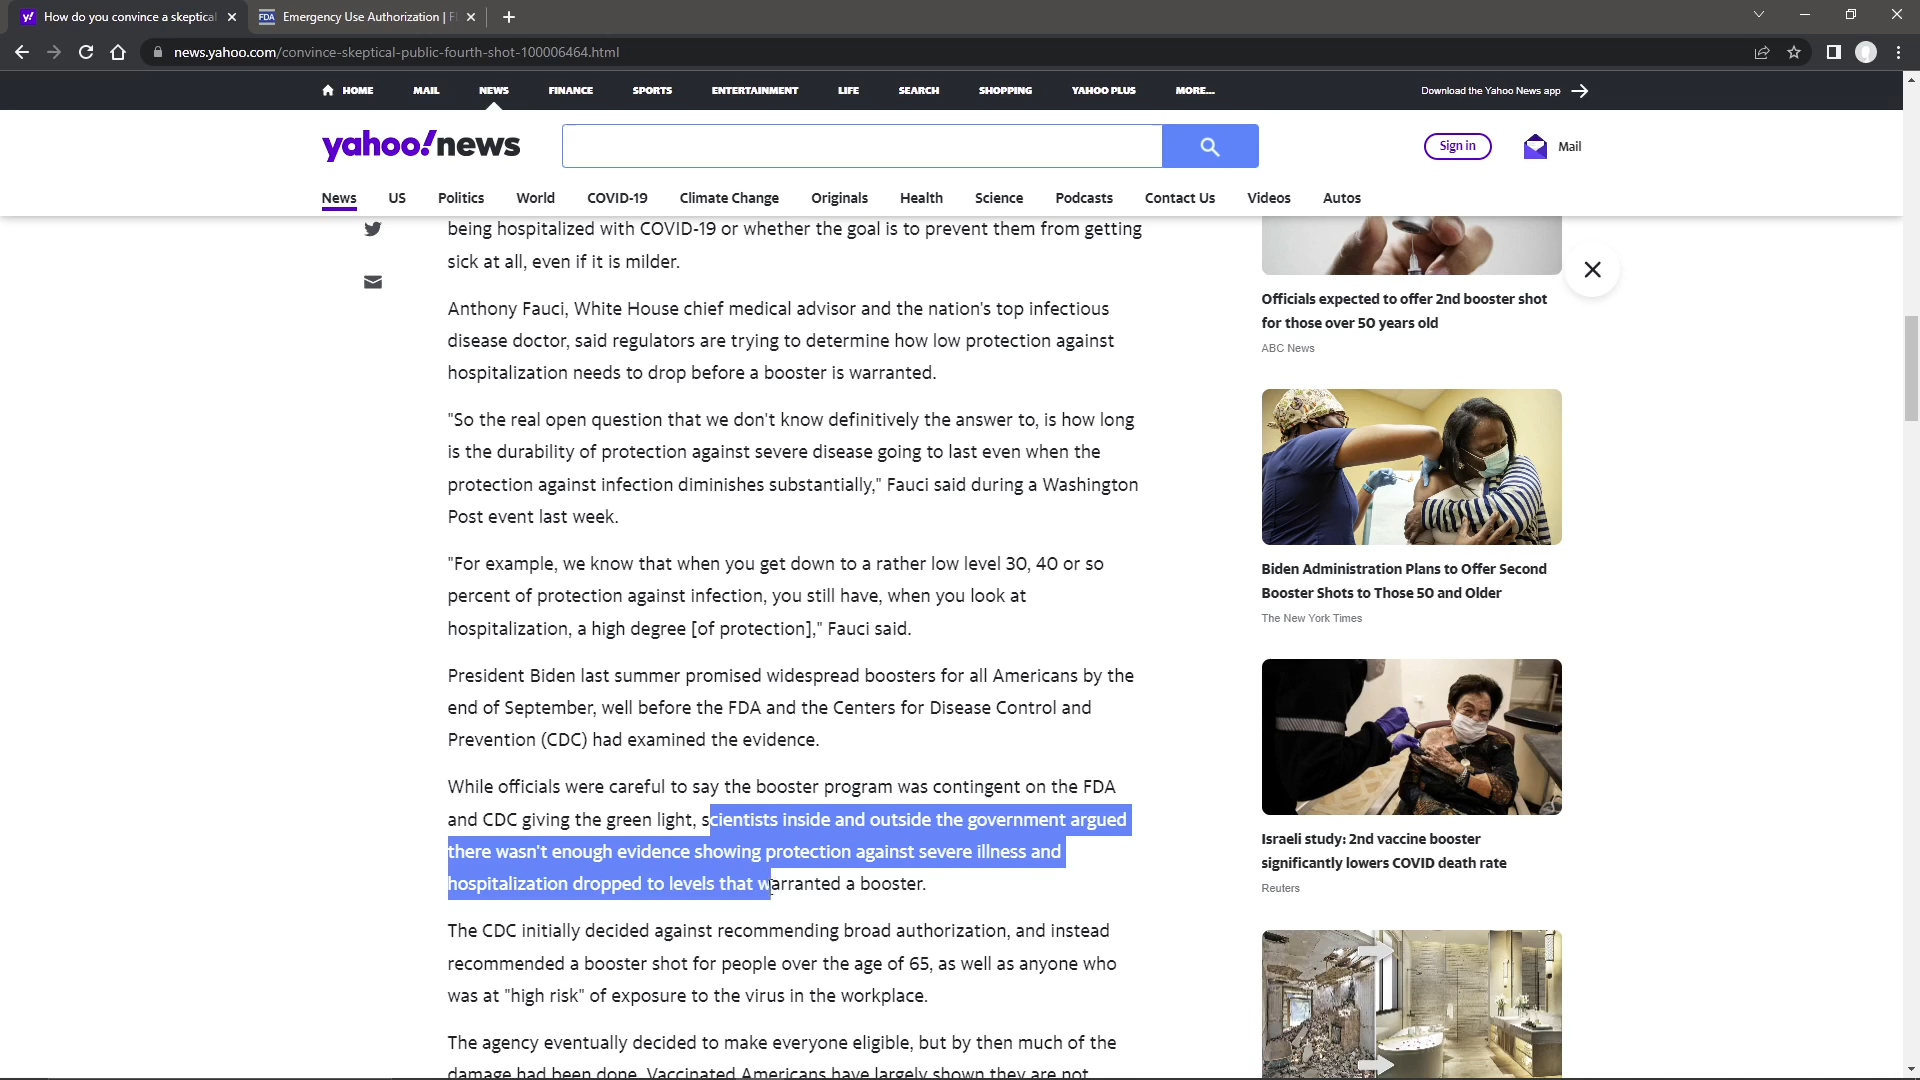 How do you convince a skeptical
Emergency Use Authorization | F
news.yahoo.com/convince-skeptical-public-fourth-shot-100006464.html
HOME MAIL NEWS FINANCE SPORTS ENTERTAINMENT LIFE SEARCH SHOPPING YAHOO PLUS MORE... Download the Yahoo News app
yahoo!news
Sign in
Mail
News US Politics World COVID-19 Climate Change Originals Health Science Podcasts Contact Us Videos Autos
being hospitalized with COVID-19 or whether the goal is to prevent them from getting
sick at all, even if it is milder.
Anthony Fauci, White House chief medical advisor and the nation's top infectious
disease doctor, said regulators are trying to determine how low protection against
hospitalization needs to drop before a booster is warranted.
"So the real open question that we don't know definitively the answer to, is how long
is the durability of protection against severe disease going to last even when the
protection against infection diminishes substantially," Fauci said during a Washington
Post event last week.
"For example, we know that when you get down to a rather low level 30, 40 or so
percent of protection against infection, you still have, when you look at
hospitalization, a high degree [of protection]," Fauci said.
President Biden last summer promised widespread boosters for all Americans by the
end of September, well before the FDA and the Centers for Disease Control and
Prevention (CDC) had examined the evidence.
While officials were careful to say the booster program was contingent on the FDA
and CDC giving the green light, scientists inside and outside the government argued
there wasn't enough evidence showing protection against severe illness and
hospitalization dropped to levels that warranted a booster.
The CDC initially decided against recommending broad authorization, and instead
recommended a booster shot for people over the age of 65, as well as anyone who
was at "high risk" of exposure to the virus in the workplace.
The agency eventually decided to make everyone eligible, but by then much of the
damage had been done. Vaccinated Americans have largely shown they are not
Officials expected to offer 2nd booster shot
for those over 50 years old
ABC News
Biden Administration Plans to Offer Second
Booster Shots to Those 50 and Older
The New York Times
Israeli study: 2nd vaccine booster
significantly lowers COVID death rate
Reuters